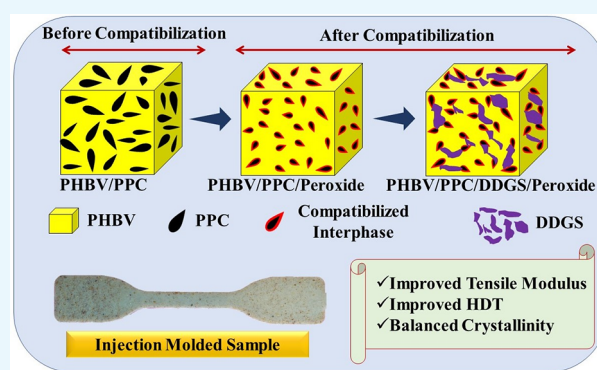 Before Compatibilization
After Compatibilization
PHBV/PPC
PHBV/PPC/Peroxide
PHBV/PPC/DDGS/Peroxide
PHBV
PPC
Compatibilized
Interphase
DDGS
Injection Molded Sample
✓Improved Tensile Modulus
✓Improved HDT
✓Balanced Crystallinity